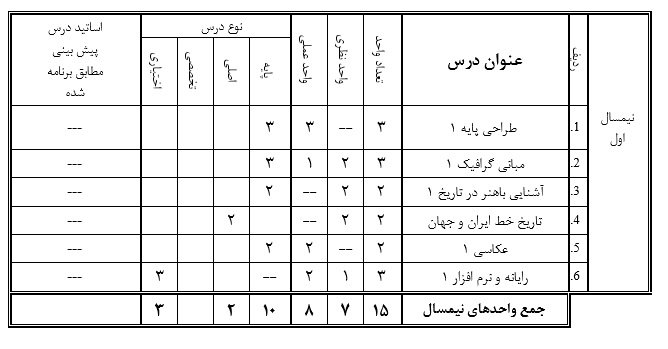 نیمسال اول
ردیف عنوان درس تعداد واحد واحد نظری واحد عملی نوع درس اساتید درس پیش بینی مطابق برنامه شده
پایه اصلی تخصصی اختیاری
1. طراحی پایه ۱ ۳ -- ۳ ۳ ---
2. مبانی گرافیک ۱ ۳ ۲ ۱ ۳ ---
3. آشنایی باهنر در تاریخ ۱ ۲ ۲ -- ۲ ---
4. تاریخ خط ایران و جهان ۲ ۲ -- ۲ ---
5. عکاسی ۱ ۲ -- ۲ ۲ ---
6. رایانه و نرم افزار ۱ ۳ ۱ ۲ -- ۳ ---
جمع واحدهای نیمسال ۱۵ ۷ ۸ ۱۰ ۲ ۳